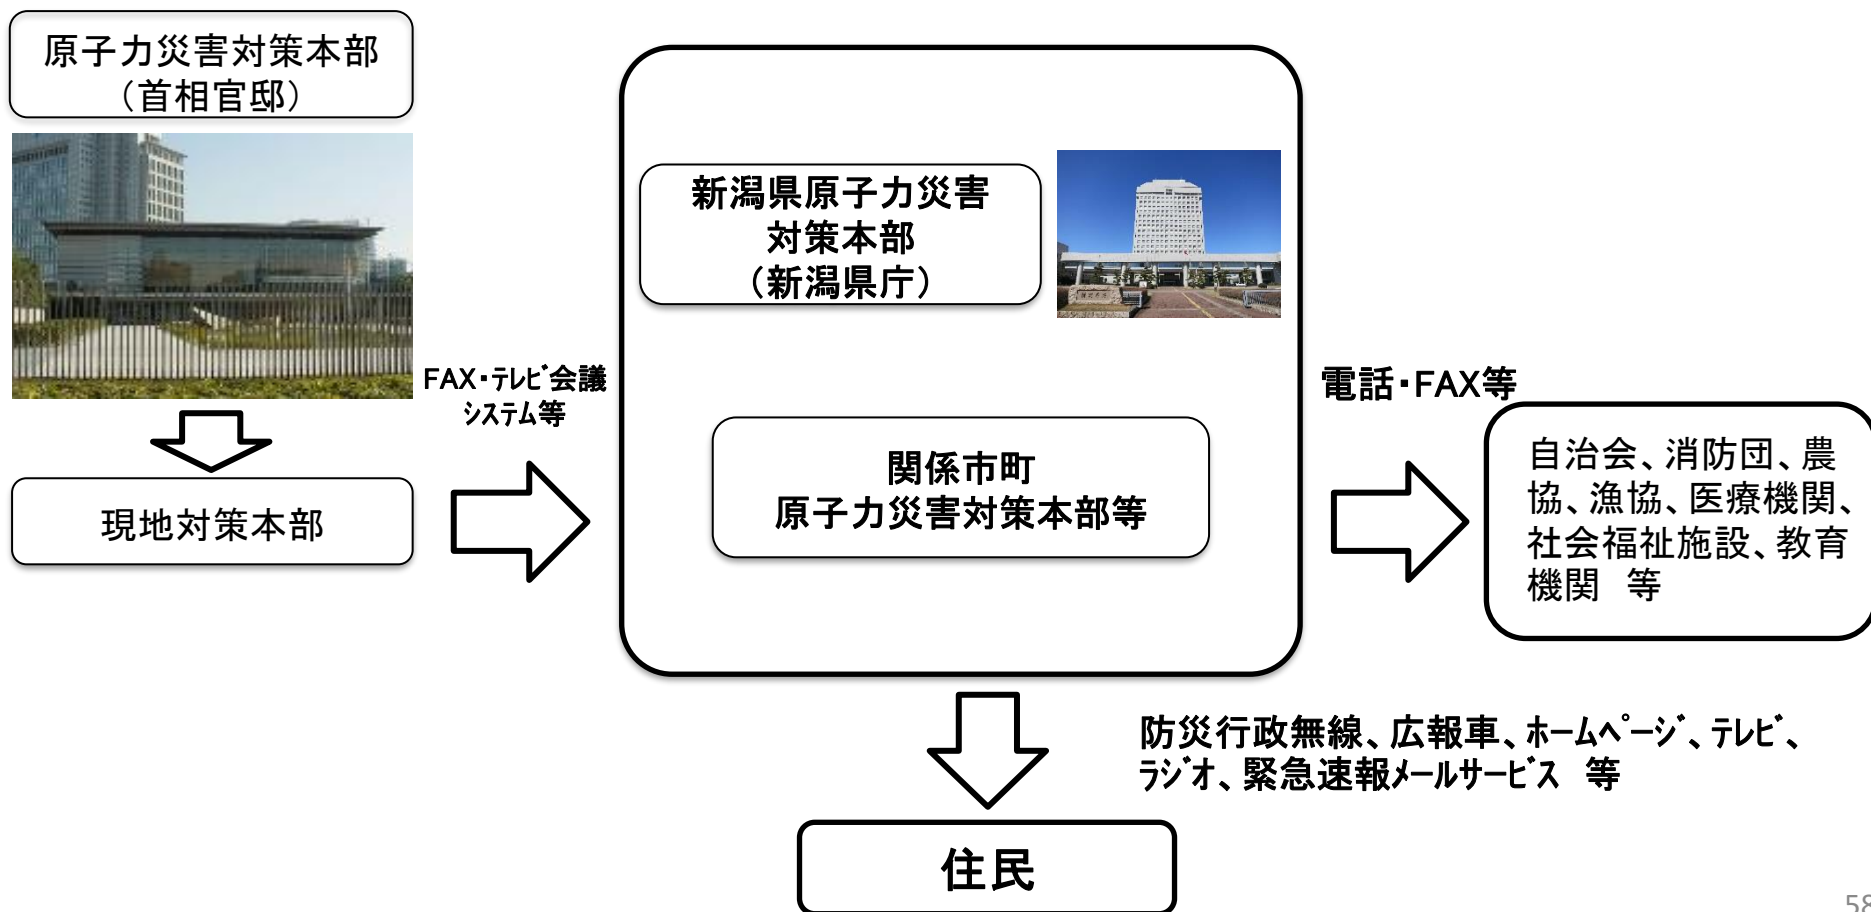 原子力災害対策本部
（首相官邸）
現地対策本部
FAX・ﾃﾚﾋﾞ会議
ｼｽﾃﾑ等
新潟県原子力災害
対策本部
（新潟県庁）
関係市町
原子力災害対策本部等
電話・FAX等
自治会、消防団、農
協、漁協、医療機関、
社会福祉施設、教育
機関　等
防災行政無線、広報車、ﾎｰﾑﾍﾟｰｼﾞ、ﾃﾚﾋﾞ、
ﾗｼﾞｵ、緊急速報ﾒｰﾙｻｰﾋﾞｽ　等
住民
58